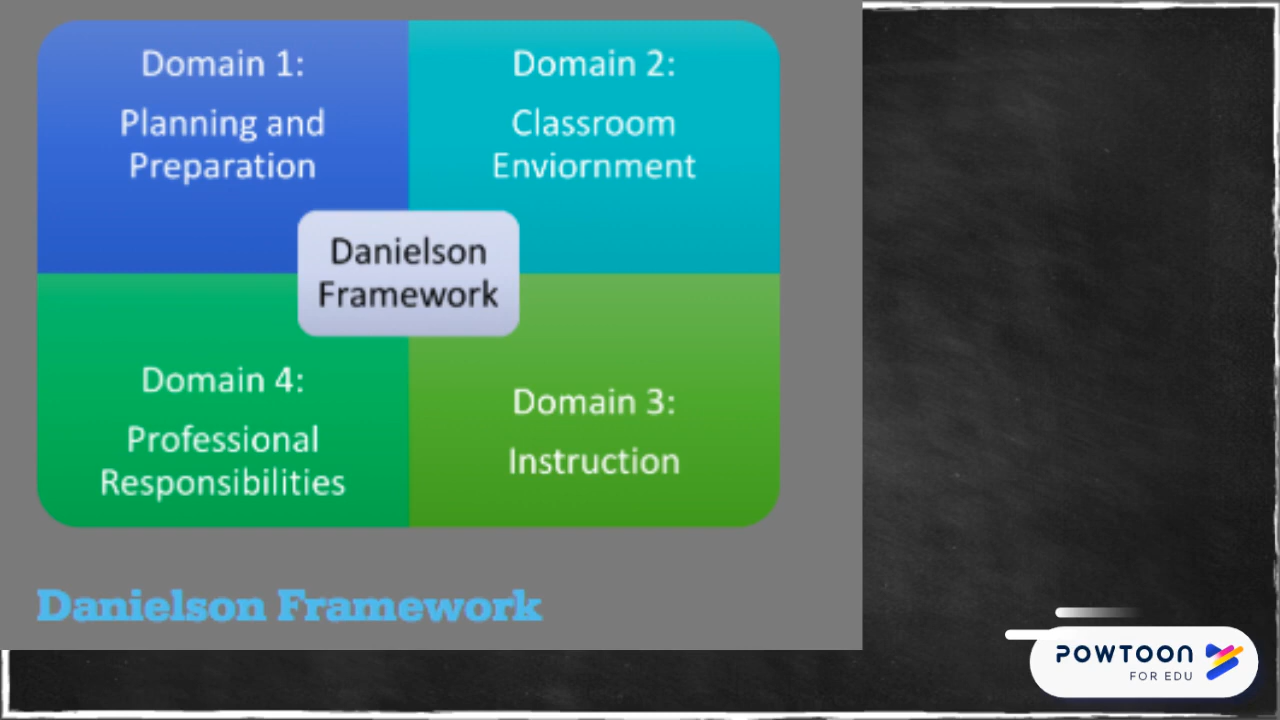 Domain 1:
Planning and
Preparation
Domain 2:
Classroom
Enviornment
Danielson
Framework
Domain 4:
Professional
Responsibilities
Domain 3:
Instruction
Danielson Framework
POWTOON
FOR EDU